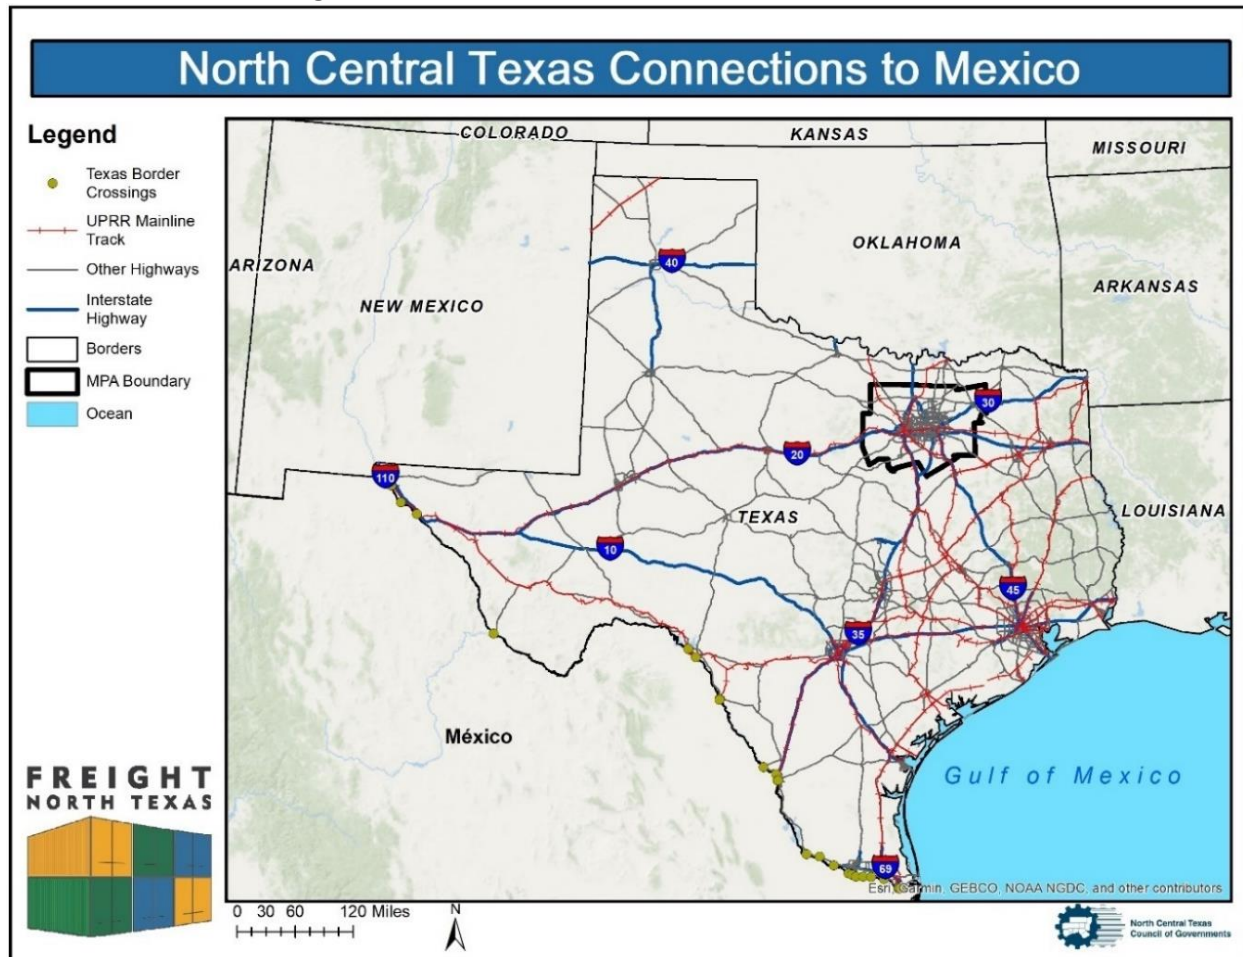 North Central Texas Connections to Mexico
Legend
Texas Border
Crossings
UPRR Mainline
Track
Other Highways
Interstate
Highway
Borders
MPA Boundary
Ocean
COLORADO
KANSAS
MISSOURI
ARIZONA
NEW MEXICO
OKLAHOMA
ARKANSAS
40
30
20
110
TEXAS
LOUISIANA
10
45
35
México
Gulf of Mexico
69
Esri, Garmin, GEBCO, NOAA NGDC, and other contributors
FREIGHT
NORTH TEXAS
0 30 60 120 Miles
N
North Central Texas
Council of Governments